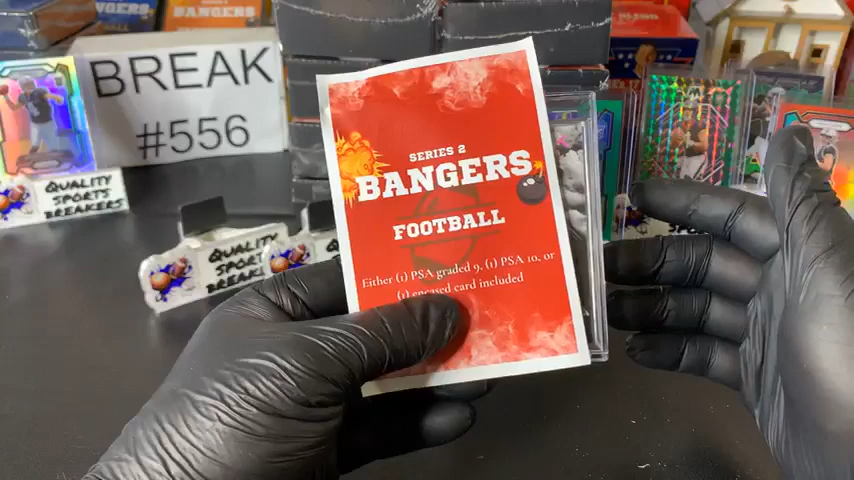 BREAK
#556
QUALITY
SPORTS
BREAKERS
QUALITY
SPORTS
SERIES 2
BANGERS
FOOTBALL
Either (1) PSA graded 9, (1) PSA 10, or
(1) encased card included